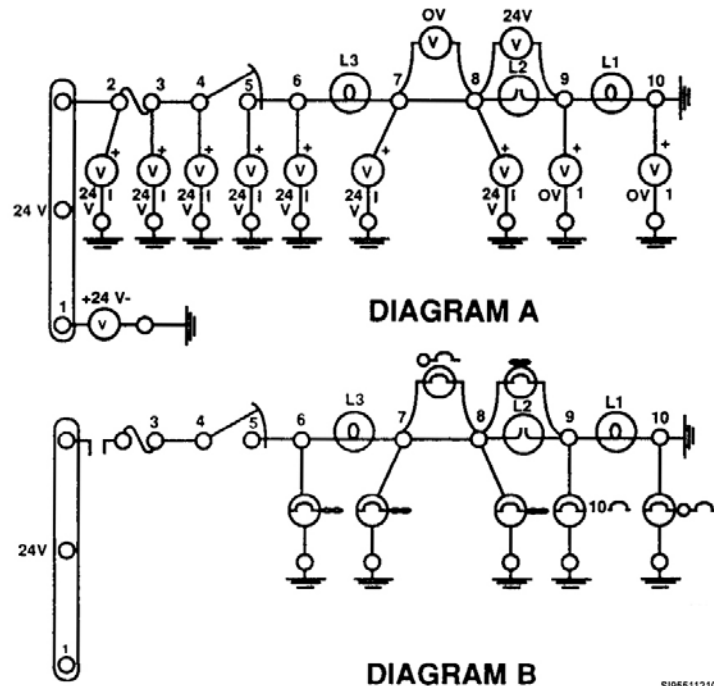 OV 24V
2 3 4 5 6 L3 7 8 L2 9 L1 10
+ + + + + + + + +
V V
V V V V V V V V V
24 V 24 V 24 V 24 V 24 V 24 V 24 V OV 1 OV 1
24 V
1 +24 V-
V
DIAGRAM A
3 4 5 6 L3 7 8 L2 9 L1 10
10
24V
1
DIAGRAM B